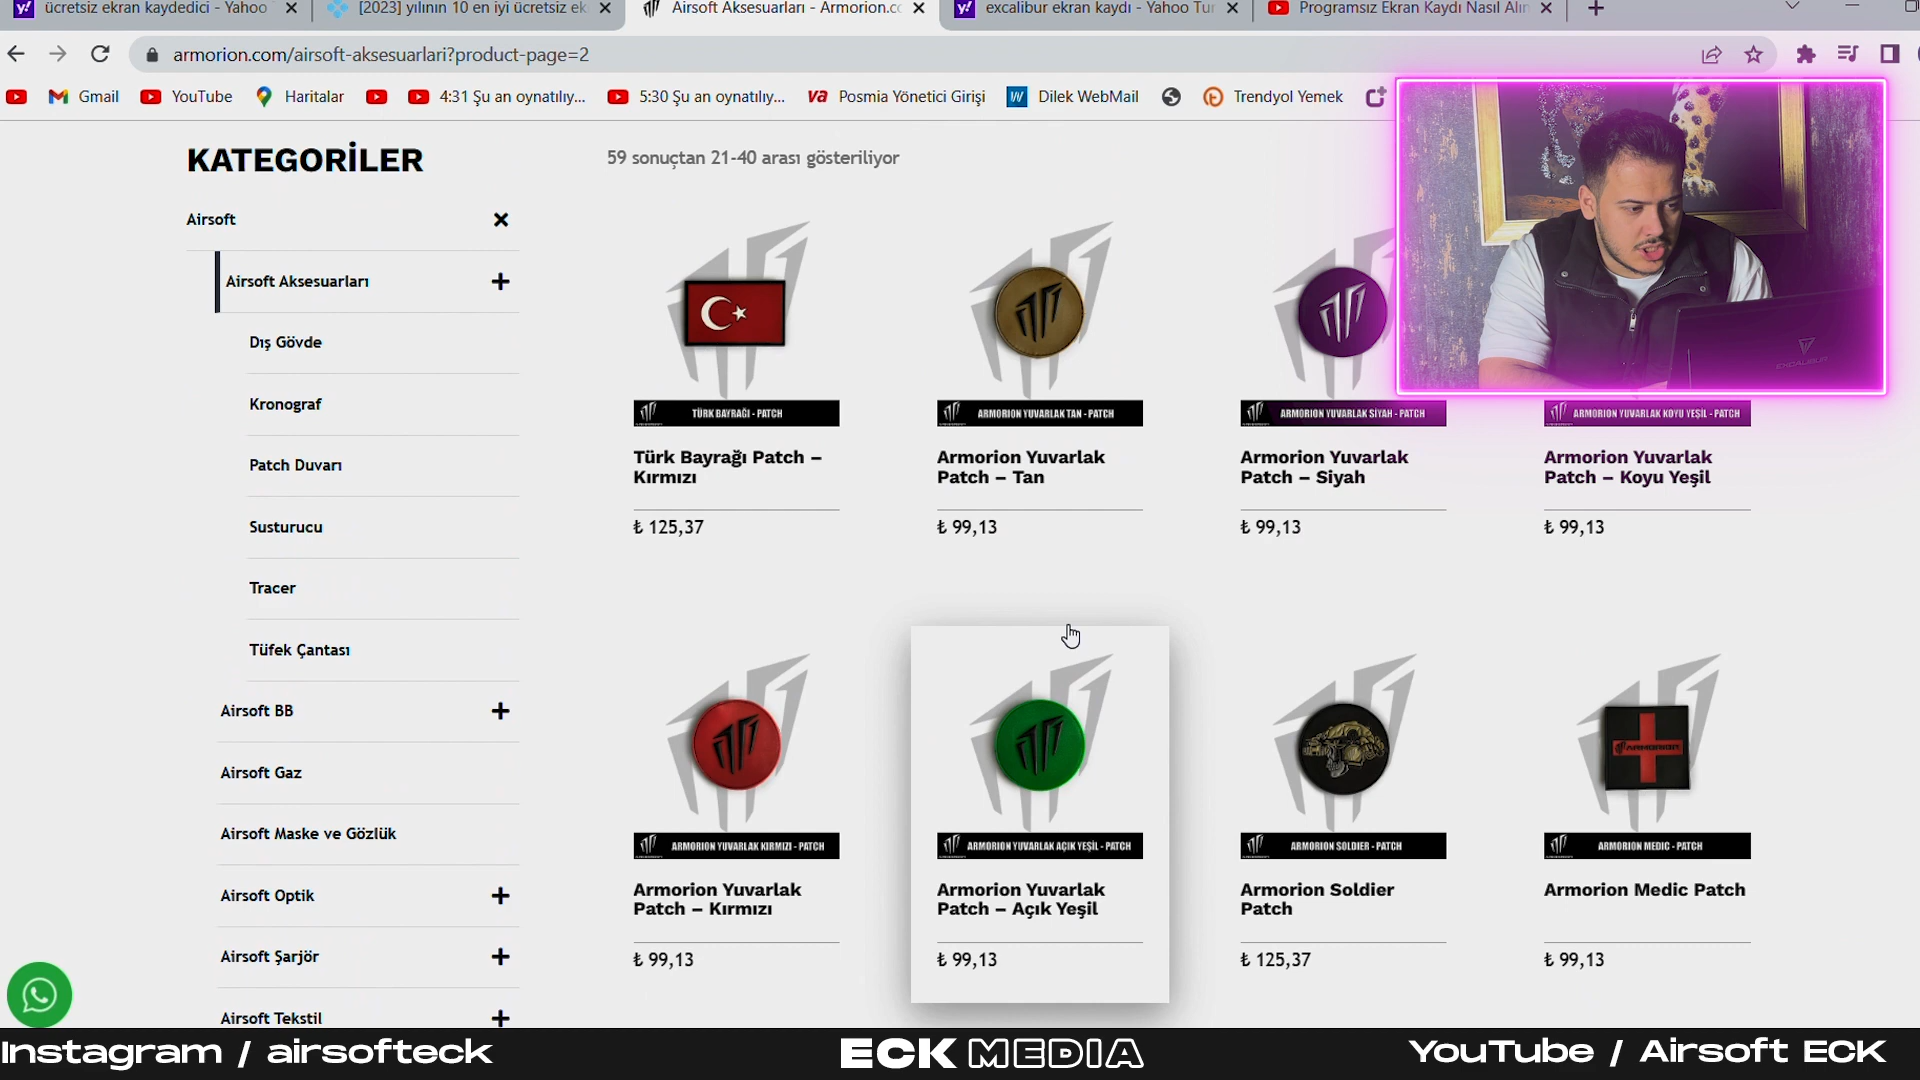 ücretsiz ekran kaydedici - Yahoo
[2023] yılının 10 en iyi ücretsiz ek
Airsoft Aksesuarları - Armorion.co
excalibur ekran kaydı - Yahoo Tur
Programsız Ekran Kaydı Nasıl Alın
armorion.com/airsoft-aksesuarlari?product-page=2
Gmail
YouTube
Haritalar
4:31 Şu an oynatılıy...
5:30 Şu an oynatılıy...
va Posmia Yönetici Girişi
Dilek WebMail
Trendyol Yemek
KATEGORİLER
59 sonuçtan 21-40 arası gösteriliyor
Airsoft
Airsoft Aksesuarları
Dış Gövde
Kronograf
Patch Duvarı
Susturucu
Tracer
Tüfek Çantası
Airsoft BB
Airsoft Gaz
Airsoft Maske ve Gözlük
Airsoft Optik
Airsoft Şarjör
Airsoft Tekstil
EXCALIBUR
TÜRK BAYRAĞI - PATCH
ARMORION YUVARLAK TAN - PATCH
ARMORION YUVARLAK SİYAH - PATCH
ARMORION YUVARLAK KOYU YEŞİL - PATCH
Türk Bayrağı Patch –
Kırmızı
Armorion Yuvarlak
Patch – Tan
Armorion Yuvarlak
Patch – Siyah
Armorion Yuvarlak
Patch – Koyu Yeşil
₺ 125,37
₺ 99,13
₺ 99,13
₺ 99,13
ARMORION
ARMORION YUVARLAK KIRMIZI - PATCH
ARMORION YUVARLAK AÇIK YEŞİL - PATCH
ARMORION SOLDIER - PATCH
ARMORION MEDIC - PATCH
Armorion Yuvarlak
Patch – Kırmızı
Armorion Yuvarlak
Patch – Açık Yeşil
Armorion Soldier
Patch
Armorion Medic Patch
₺ 99,13
₺ 99,13
₺ 125,37
₺ 99,13
Instagram / airsofteck
ECK MEDIA
YouTube / Airsoft ECK